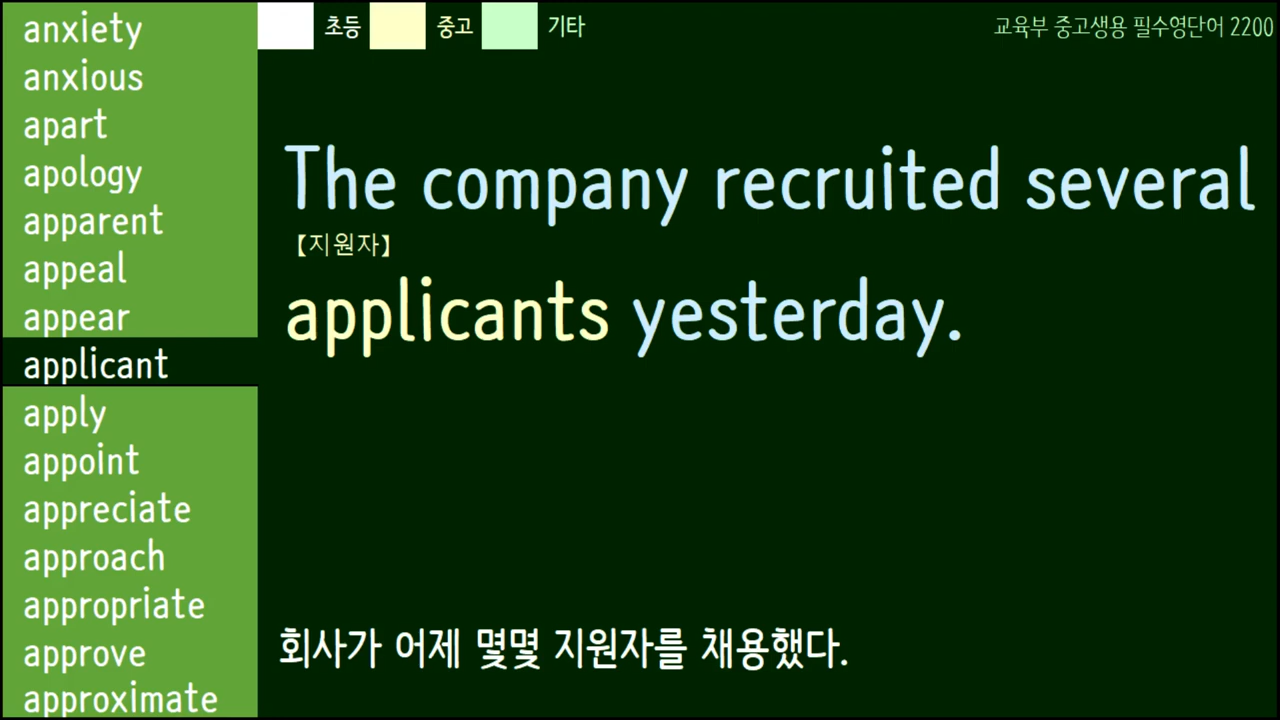 anxiety
anxious
apart
apology
apparent
appeal
appear
applicant
apply
appoint
appreciate
approach
appropriate
approve
approximate
초등 중고 기타
교육부 중고생용 필수영단어 2200
The company recruited several
【지원자】
applicants yesterday.
회사가 어제 몇몇 지원자를 채용했다.